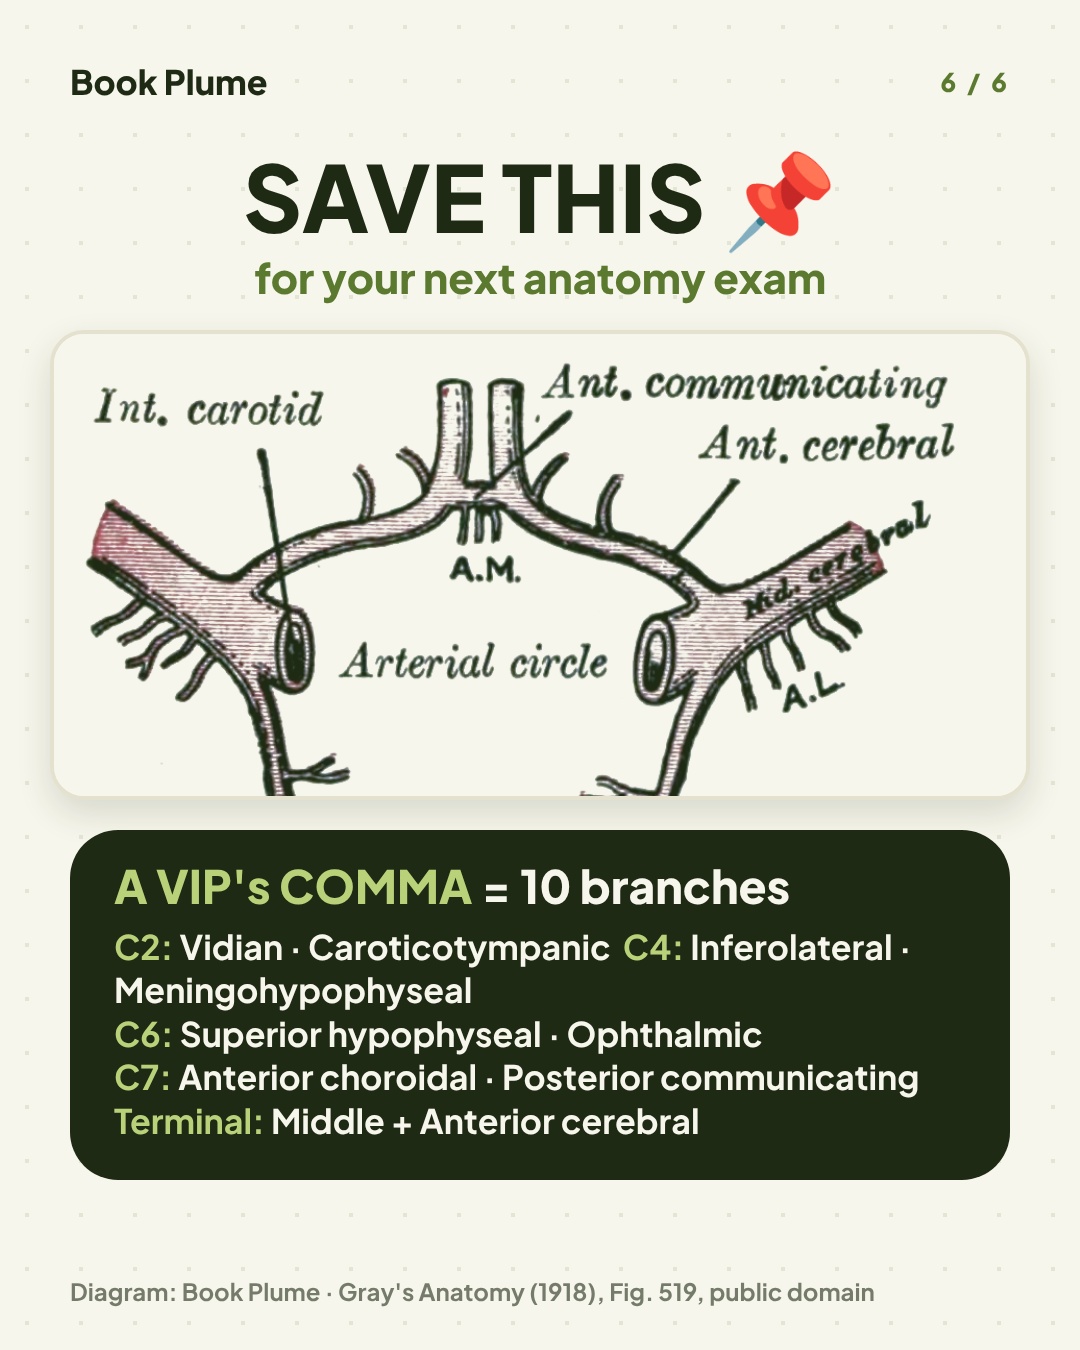 Book Plume
6 / 6
SAVE THIS 📌
for your next anatomy exam
Int. carotid
Ant. communicating
Ant. cerebral
Mid. cerebral
A.M.
Arterial circle
A.L.
A VIP's COMMA = 10 branches
C2: Vidian · Caroticotympanic C4: Inferolateral ·
Meningohypophyseal
C6: Superior hypophyseal · Ophthalmic
C7: Anterior choroidal · Posterior communicating
Terminal: Middle + Anterior cerebral
Diagram: Book Plume · Gray's Anatomy (1918), Fig. 519, public domain